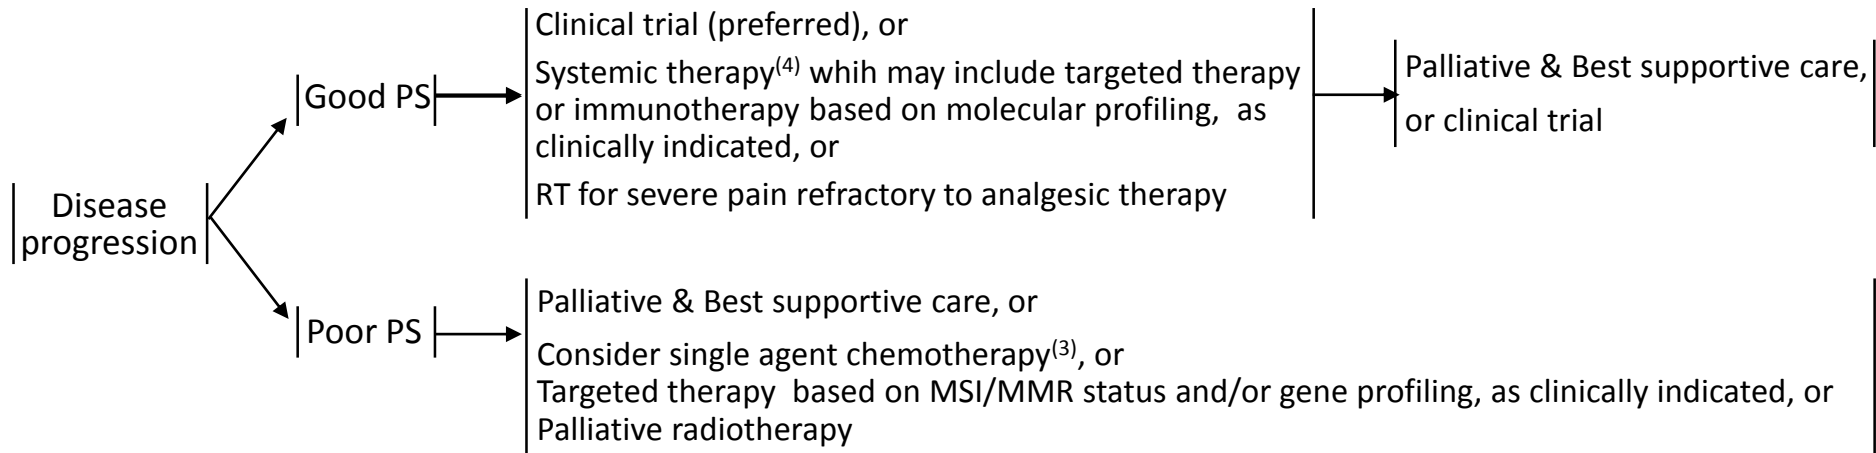 Disease
progression
Good PS
Clinical trial (preferred), or
Systemic therapy(4) whih may include targeted therapy
or immunotherapy based on molecular profiling, as
clinically indicated, or
RT for severe pain refractory to analgesic therapy
Palliative & Best supportive care,
or clinical trial
Poor PS
Palliative & Best supportive care, or
Consider single agent chemotherapy(3), or
Targeted therapy based on MSI/MMR status and/or gene profiling, as clinically indicated, or
Palliative radiotherapy